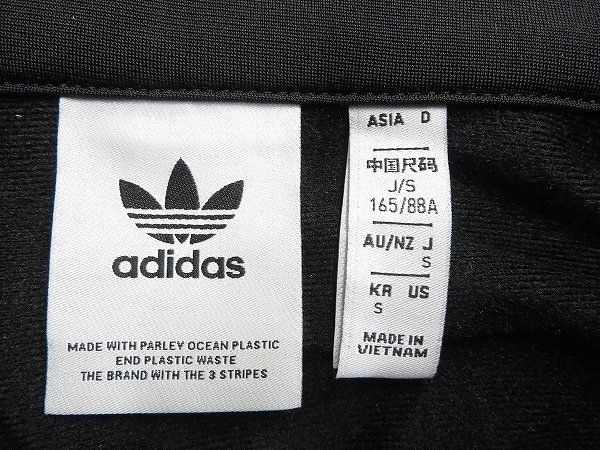 adidas
MADE WITH PARLEY OCEAN PLASTIC
END PLASTIC WASTE
THE BRAND WITH THE 3 STRIPES
ASIA D
中国尺码
J/S
165/88A
AU/NZ J
S
KR US
S
MADE IN
VIETNAM